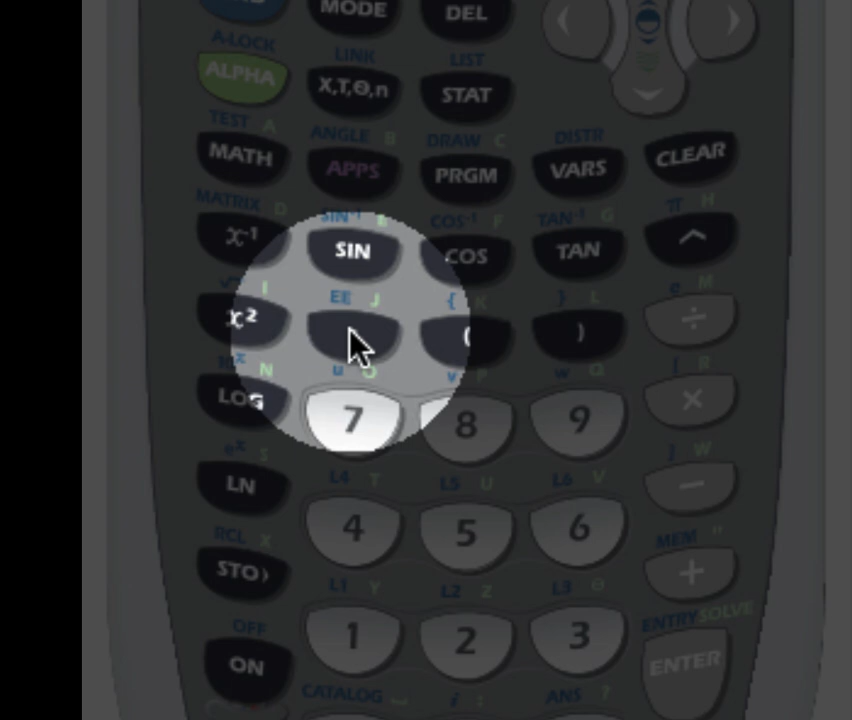 MODE DEL
A-LOCK LINK LIST
ALPHA X,T,Θ,n STAT
TEST A ANGLE B DRAW C DISTR
MATH APPS PRGM VARS CLEAR
MATRIX D SIN⁻¹ E COS⁻¹ F TAN⁻¹ G π H
x⁻¹ SIN COS TAN ^
√ I EE J { K } L e M
x² ( ) ÷
10ˣ N u O v P w Q [ R
LOG 7 8 9 ×
eˣ S L4 T L5 U L6 V ] W
LN 4 5 6 −
RCL X L1 Y L2 Z L3 θ MEM "
STO› 1 2 3 +
OFF ENTRY SOLVE
ON ENTER
CATALOG i : ANS ?